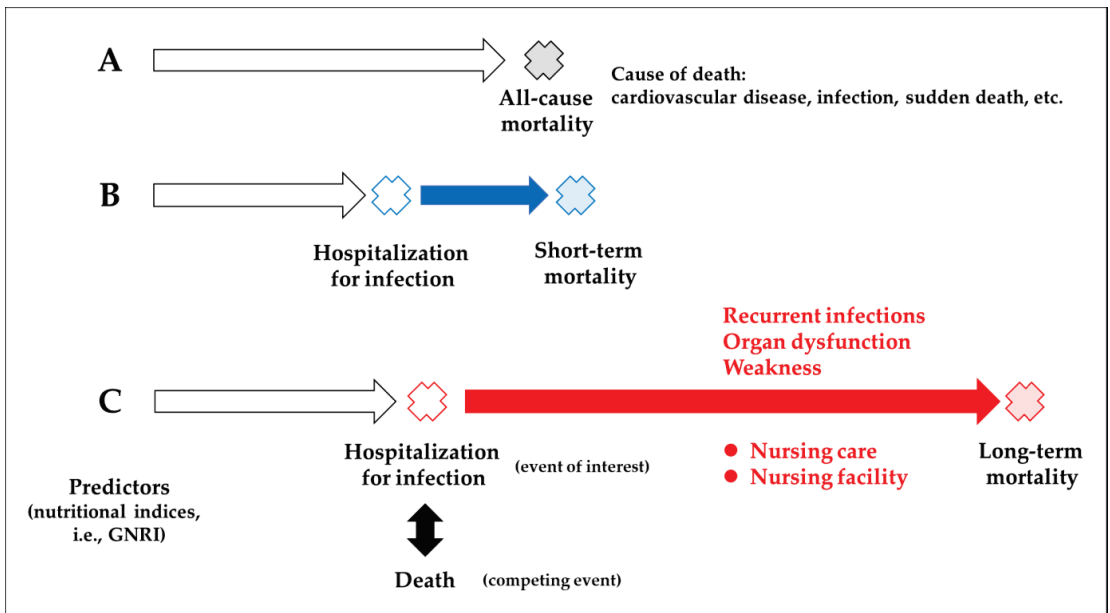 A
All-cause
mortality
Cause of death:
cardiovascular disease, infection, sudden death, etc.
B
Hospitalization
for infection
Short-term
mortality
Recurrent infections
Organ dysfunction
Weakness
C
Hospitalization
for infection
(event of interest)
● Nursing care
● Nursing facility
Long-term
mortality
Predictors
(nutritional indices,
i.e., GNRI)
Death
(competing event)